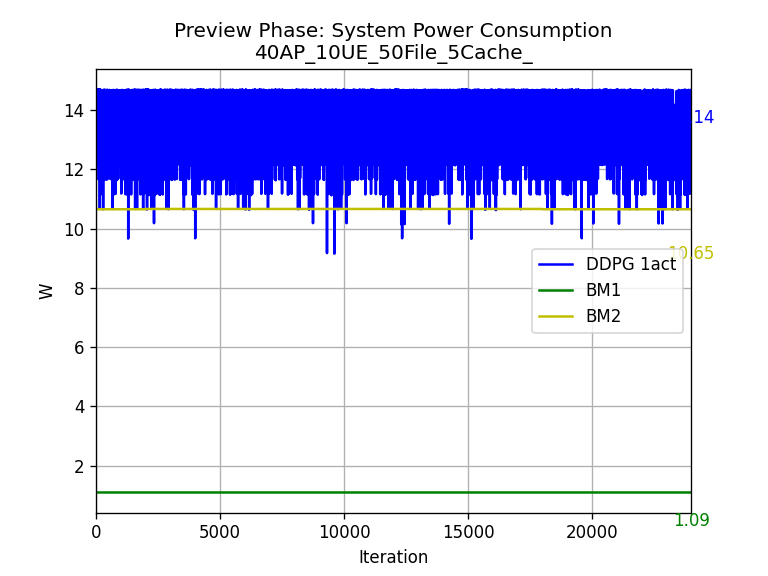 Preview Phase: System Power Consumption
40AP_10UE_50File_5Cache_
14
12
10
8
6
4
2
W
0
5000
10000
15000
20000
Iteration
14
10.65
1.09
DDPG 1act
BM1
BM2